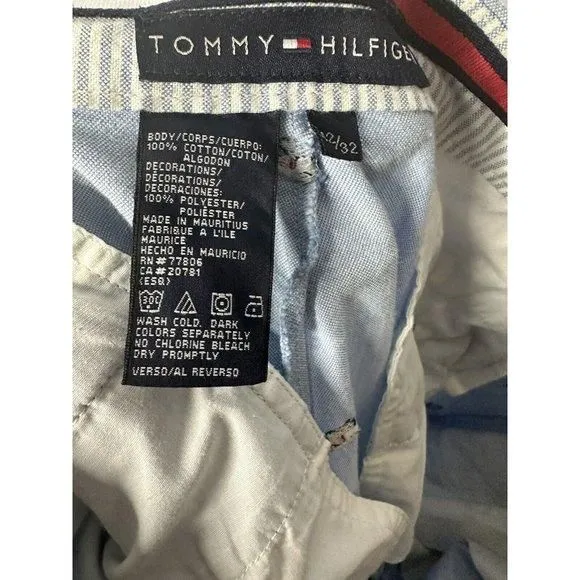 TOMMY HILFIGE
BODY/CORPS/CUERPO:
100% COTTON/COTON/
ALGODON
DECORATIONS/
DÉCORATIONS/
DECORACIONES:
100% POLYESTER/
POLIÉSTER
MADE IN MAURITIUS
FABRIQUÉ A L'ILE
MAURICE
HECHO EN MAURICIO
RN#77806
CA#20781
(ESQ)
30C
WASH COLD. DARK
COLORS SEPARATELY
NO CHLORINE BLEACH
DRY PROMPTLY
VERSO/AL REVERSO